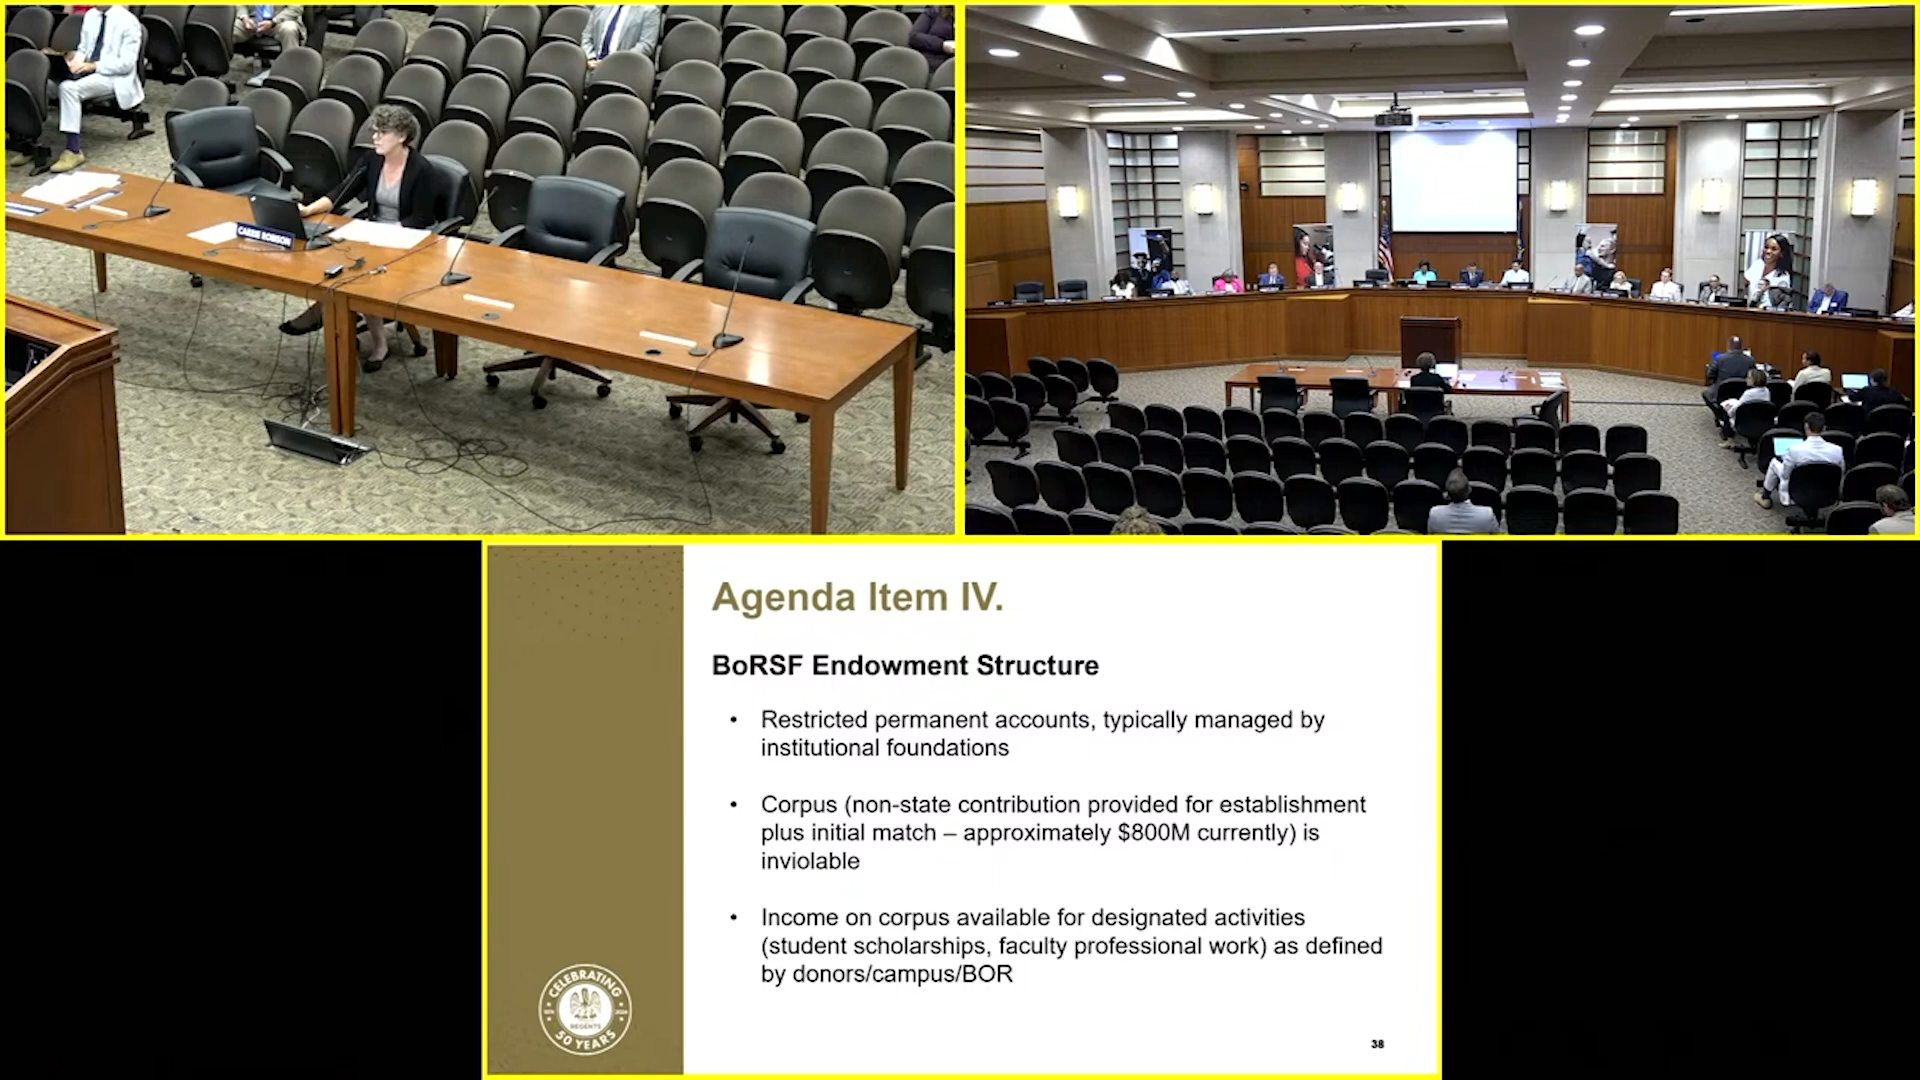 CARRIE ROBISON
Agenda Item IV.
BoRSF Endowment Structure
• Restricted permanent accounts, typically managed by
institutional foundations
• Corpus (non-state contribution provided for establishment
plus initial match – approximately $800M currently) is
inviolable
• Income on corpus available for designated activities
(student scholarships, faculty professional work) as defined
by donors/campus/BOR
CELEBRATING
REGENTS
50 YEARS
38